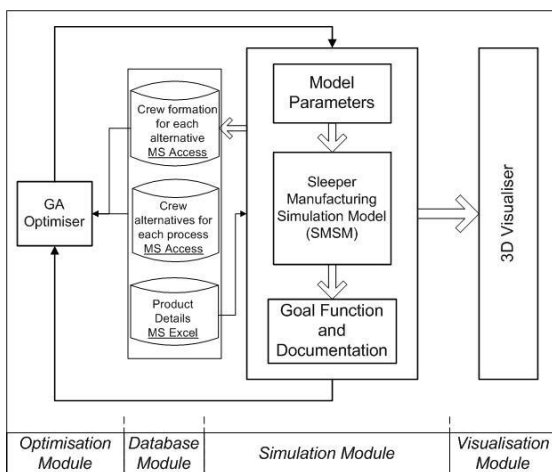 Crew formation
for each
alternative
MS Access
Crew
alternatives for
each process
MS Access
Product
Details
MS Excel
GA
Optimiser
Model
Parameters
Sleeper
Manufacturing
Simulation Model
(SMSM)
Goal Function
and
Documentation
3D Visualiser
Optimisation
Module
Database
Module
Simulation Module
Visualisation
Module